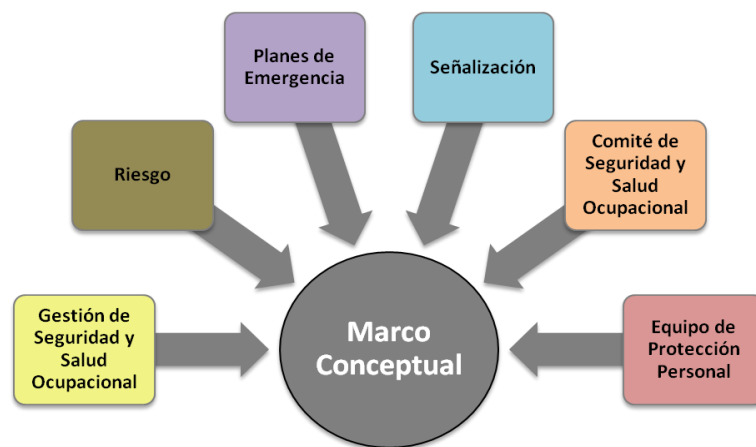 Planes de
Emergencia
Señalización
Riesgo
Comité de
Seguridad y
Salud
Ocupacional
Gestión de
Seguridad y
Salud
Ocupacional
Marco
Conceptual
Equipo de
Protección
Personal